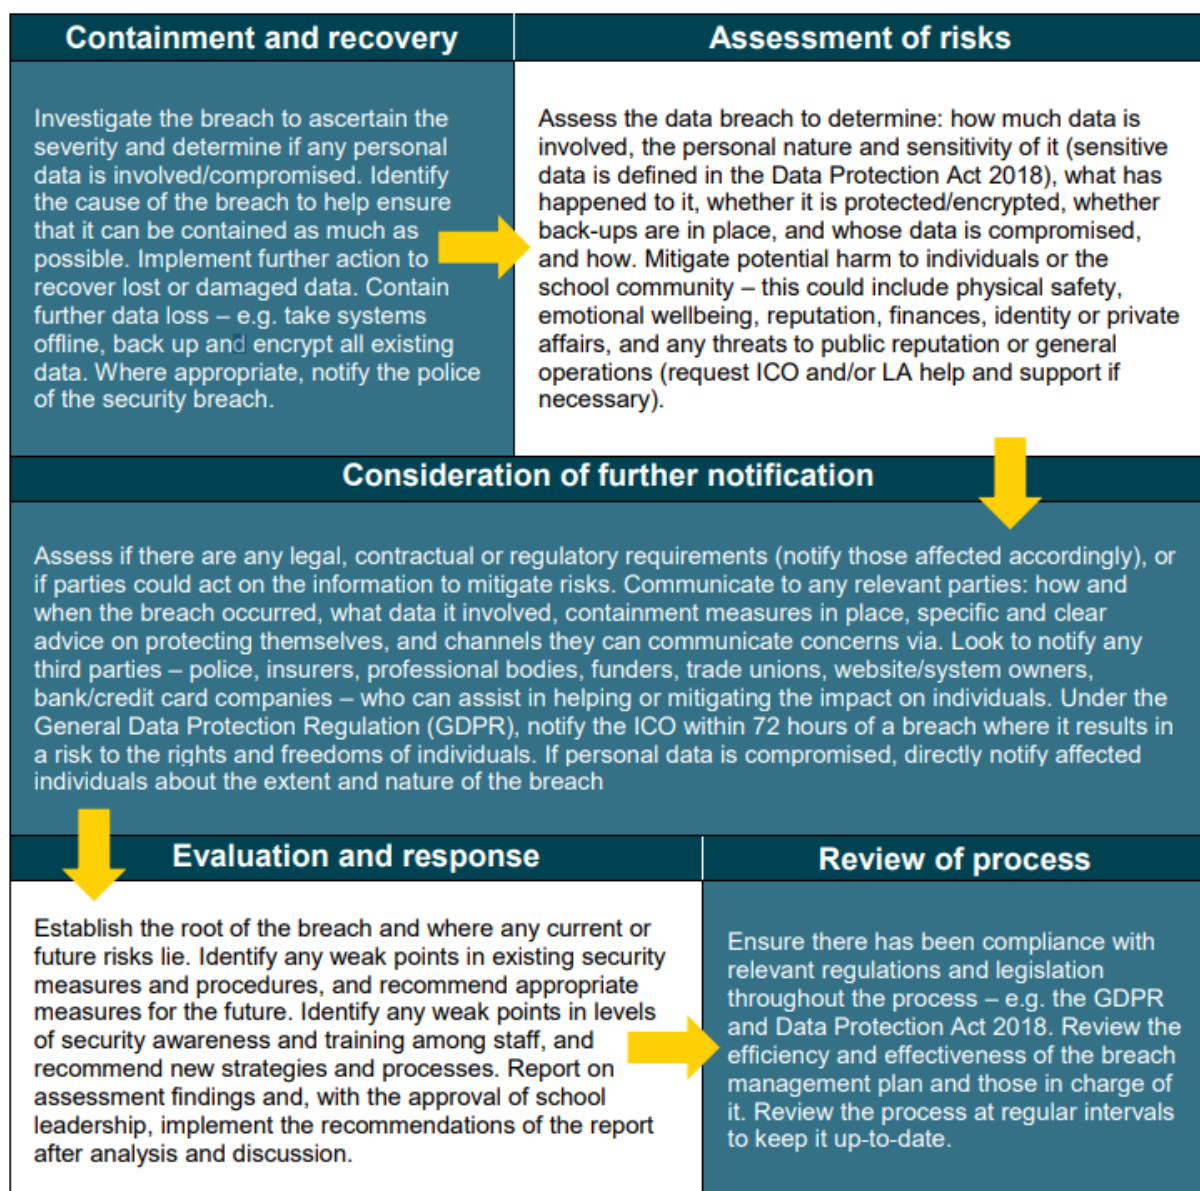 Containment and recovery
Investigate the breach to ascertain the
severity and determine if any personal
data is involved/compromised. Identify
the cause of the breach to help ensure
that it can be contained as much as
possible. Implement further action to
recover lost or damaged data. Contain
further data loss – e.g. take systems
offline, back up and encrypt all existing
data. Where appropriate, notify the police
of the security breach.
Assessment of risks
Assess the data breach to determine: how much data is
involved, the personal nature and sensitivity of it (sensitive
data is defined in the Data Protection Act 2018), what has
happened to it, whether it is protected/encrypted, whether
back-ups are in place, and whose data is compromised,
and how. Mitigate potential harm to individuals or the
school community – this could include physical safety,
emotional wellbeing, reputation, finances, identity or private
affairs, and any threats to public reputation or general
operations (request ICO and/or LA help and support if
necessary).
Consideration of further notification
Assess if there are any legal, contractual or regulatory requirements (notify those affected accordingly), or
if parties could act on the information to mitigate risks. Communicate to any relevant parties: how and
when the breach occurred, what data it involved, containment measures in place, specific and clear
advice on protecting themselves, and channels they can communicate concerns via. Look to notify any
third parties – police, insurers, professional bodies, funders, trade unions, website/system owners,
bank/credit card companies – who can assist in helping or mitigating the impact on individuals. Under the
General Data Protection Regulation (GDPR), notify the ICO within 72 hours of a breach where it results in
a risk to the rights and freedoms of individuals. If personal data is compromised, directly notify affected
individuals about the extent and nature of the breach
Evaluation and response
Establish the root of the breach and where any current or
future risks lie. Identify any weak points in existing security
measures and procedures, and recommend appropriate
measures for the future. Identify any weak points in levels
of security awareness and training among staff, and
recommend new strategies and processes. Report on
assessment findings and, with the approval of school
leadership, implement the recommendations of the report
after analysis and discussion.
Review of process
Ensure there has been compliance with
relevant regulations and legislation
throughout the process – e.g. the GDPR
and Data Protection Act 2018. Review the
efficiency and effectiveness of the breach
management plan and those in charge of
it. Review the process at regular intervals
to keep it up-to-date.